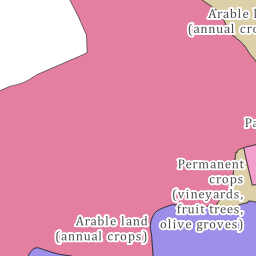 Arable
(annual cro
Pa
Permanent
crops
(vineyards,
fruit trees,
olive groves)
Arable land
(annual crops)